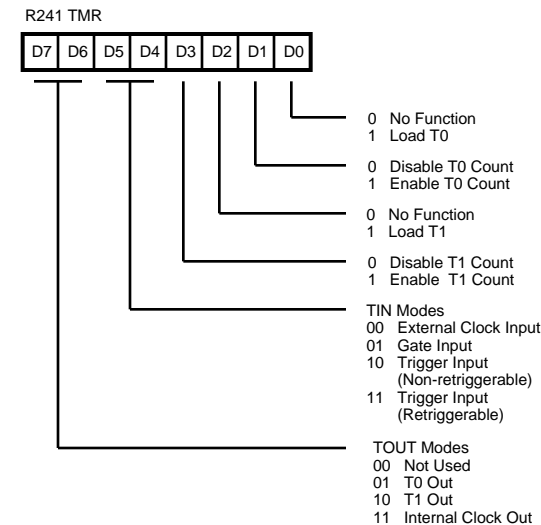 R241 TMR
D7 D6 D5 D4 D3 D2 D1 D0
0 No Function
1 Load T0
0 Disable T0 Count
1 Enable T0 Count
0 No Function
1 Load T1
0 Disable T1 Count
1 Enable T1 Count
TIN Modes
00 External Clock Input
01 Gate Input
10 Trigger Input
(Non-retriggerable)
11 Trigger Input
(Retriggerable)
TOUT Modes
00 Not Used
01 T0 Out
10 T1 Out
11 Internal Clock Out